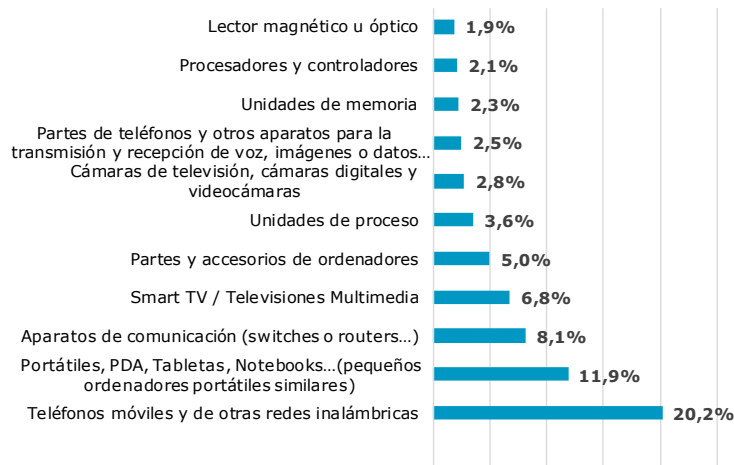 Lector magnético u óptico
1,9%
Procesadores y controladores
2,1%
Unidades de memoria
2,3%
Partes de teléfonos y otros aparatos para la
transmisión y recepción de voz, imágenes o datos…
2,5%
Cámaras de televisión, cámaras digitales y
videocámaras
2,8%
Unidades de proceso
3,6%
Partes y accesorios de ordenadores
5,0%
Smart TV / Televisiones Multimedia
6,8%
Aparatos de comunicación (switches o routers…)
8,1%
Portátiles, PDA, Tabletas, Notebooks…(pequeños
ordenadores portátiles similares)
11,9%
Teléfonos móviles y de otras redes inalámbricas
20,2%